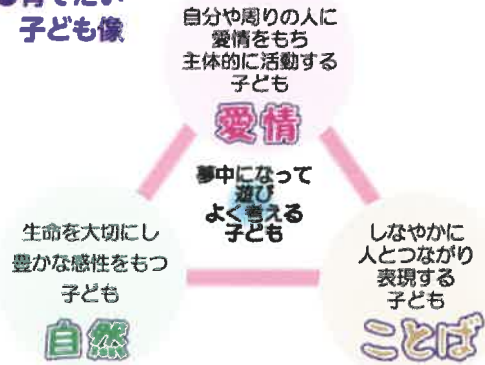 ●育てたい
子ども像
自分や周りの人に
愛情をもち
主体的に活動する
子ども
愛情
夢中になって
遊び
よく考える
子ども
生命を大切にし
豊かな感性をもつ
子ども
自然
しなやかに
人とつながり
表現する
子ども
ことば